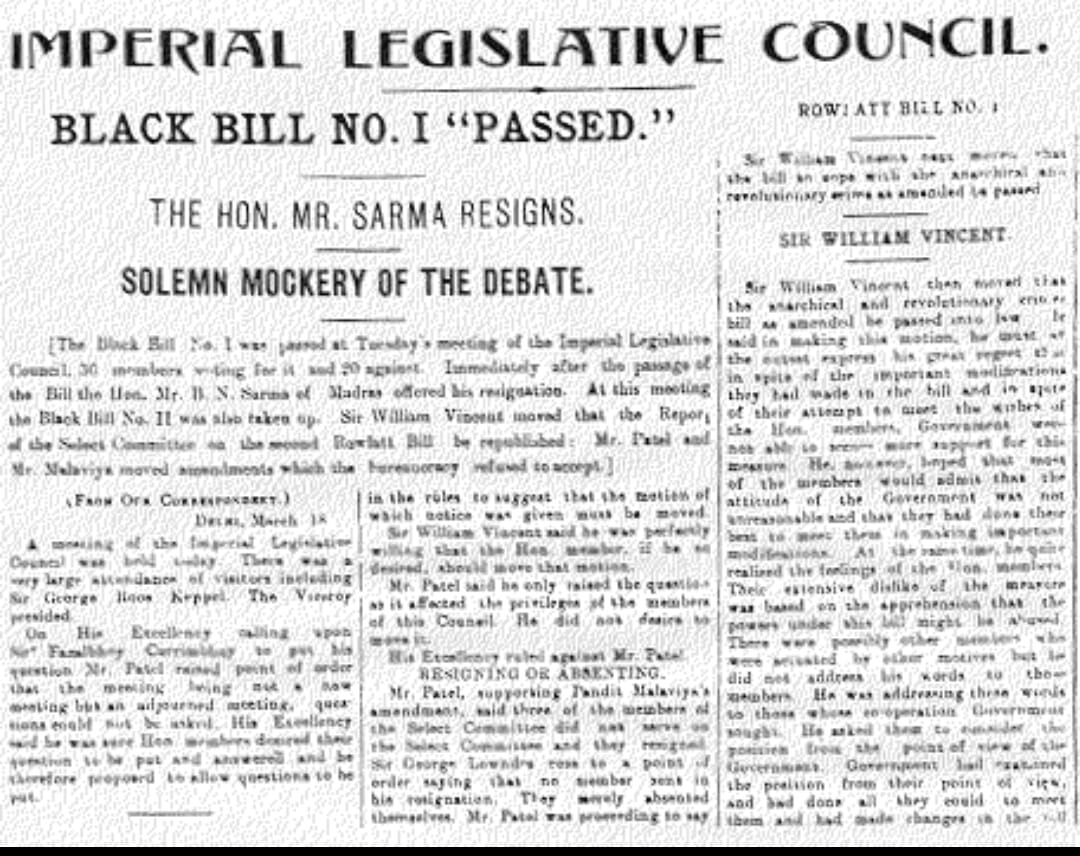 IMPERIAL LEGISLATIVE COUNCIL.
BLACK BILL NO. I "PASSED."
THE HON. MR. SARMA RESIGNS.
SOLEMN MOCKERY OF THE DEBATE.
[The Black Bill No. I was passed at Tuesday's meeting of the Imperial Legislative
Council, members voting for it and 20 against. Immediately after the passage of
the Bill the Hon. Mr. B. N. Sarma of Madras offered his resignation. At this meeting
the Black Bill No. II was also taken up. Sir William Vincent moved that the Report
of the Select Committee on the second Rowlatt Bill be republished: Mr. Patel and
Mr. Malaviya moved amendments which the bureaucracy refused to accept.]
(FROM OUR CORRESPONDENT.)
DELHI, March 18
A meeting of the Imperial Legislative
Council was held today. There was a
very large attendance of visitors including
Sir George Roos Keppel. The Viceroy
presided.
On His Excellency calling upon
Sir Fazalbhoy Currimbhoy to put his
question Mr. Patel raised point of order
that the meeting being not a new
meeting but an adjourned meeting, ques-
tions could not be asked. His Excellency
said he was sure Hon. members desired their
question to be put and answered and he
therefore proposed to allow questions to be
put.
in the rules to suggest that the motion of
which notice was given must be moved.
Sir William Vincent said he was perfectly
willing that the Hon. member, if he so
desired, should move that motion.
Mr. Patel said he only raised the question
as it affected the privileges of the members
of this Council. He did not desire to
move it.
His Excellency ruled against Mr. Patel.
RESIGNING OR ABSENTING.
Mr. Patel, supporting Pandit Malaviya's
amendment, said three of the members of
the Select Committee did not serve on
the Select Committee and they resigned.
Sir George Lowndes rose to a point of
order saying that no member sent in
his resignation. They merely absented
themselves. Mr. Patel was proceeding to say
ROWLATT BILL NO.
Sir William Vincent next moved that
the bill to cope with the anarchical and
revolutionary crime as amended be passed
SIR WILLIAM VINCENT.
Sir William Vincent then moved that
the anarchical and revolutionary crimes
bill as amended be passed into law. He
said in making this motion, he must at
the outset express his great regret that
in spite of the important modifications
they had made in the bill and in spite
of their attempt to meet the wishes of
the Hon. members, Government were
not able to secure more support for this
measure. He, however, hoped that most
of the members would admit that the
attitude of the Government was not
unreasonable and that they had done their
best to meet them in making important
modifications. At the same time, he quite
realised the feelings of the Hon. members.
Their extensive dislike of the measure
was based on the apprehension that the
powers under this bill might be abused.
There were possibly other members who
were actuated by other motives but he
did not address his words to those
members. He was addressing these words
to those whose co-operation Government
sought. He asked them to consider the
position from the point of view of the
Government. Government had examined
the position from their point of view,
and had done all they could to meet
them and had made changes in the bill